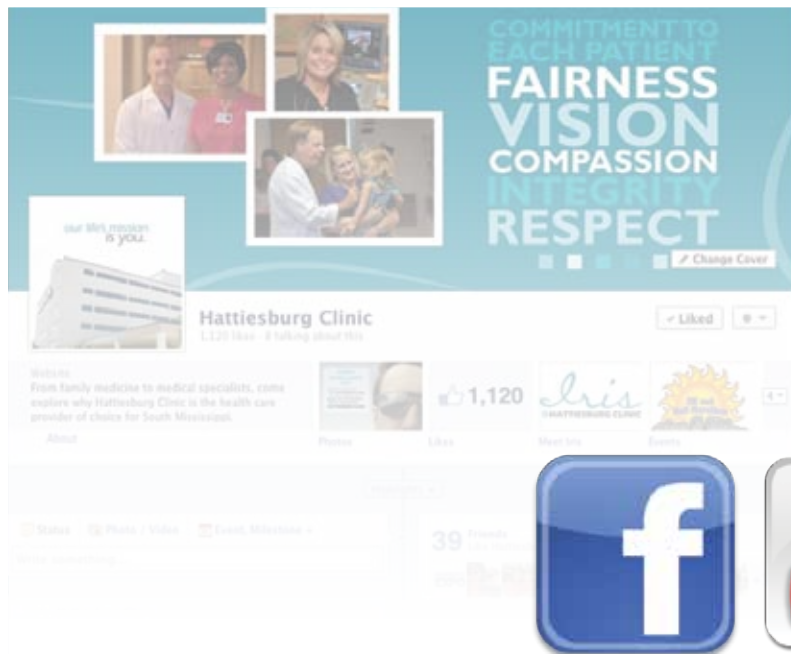 COMMITMENT TO
EACH PATIENT
FAIRNESS
VISION
COMPASSION
INTEGRITY
RESPECT
Change Cover
our life's mission
is you.
Hattiesburg Clinic
1,120 likes · 8 talking about this
Liked
Website
From family medicine to medical specialists, come
explore why Hattiesburg Clinic is the health care
provider of choice for South Mississippi.
About
Photos
1,120
Likes
Iris
@HATTIESBURG CLINIC
Meet Iris
Events
4
Status
Photo / Video
Event, Milestone +
39 Friends
f